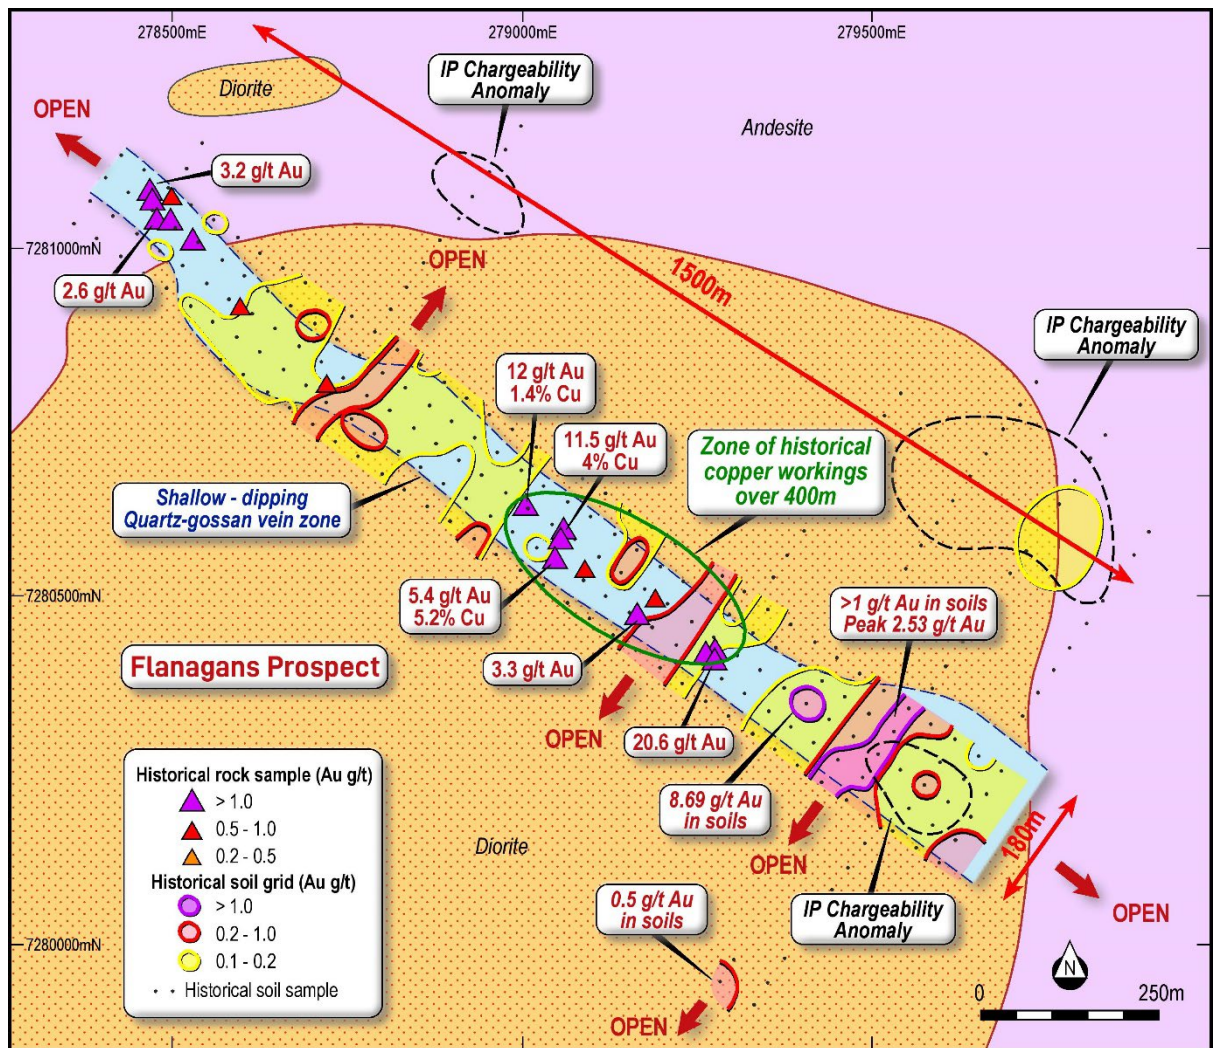 278500mE
279000mE
279500mE
IP Chargeability
Anomaly
Diorite
OPEN
Andesite
3.2 g/t Au
7281000mN
OPEN
2.6 g/t Au
1500m
IP Chargeability
Anomaly
12 g/t Au
1.4% Cu
11.5 g/t Au
4% Cu
Zone of historical
copper workings
over 400m
Shallow - dipping
Quartz-gossan vein zone
5.4 g/t Au
5.2% Cu
7280500mN
>1 g/t Au in soils
Peak 2.53 g/t Au
Flanagans Prospect
3.3 g/t Au
OPEN
20.6 g/t Au
Historical rock sample (Au g/t)
> 1.0
0.5 - 1.0
0.2 - 0.5
Historical soil grid (Au g/t)
> 1.0
0.2 - 1.0
0.1 - 0.2
Historical soil sample
8.69 g/t Au
in soils
Diorite
OPEN
180m
0.5 g/t Au
in soils
IP Chargeability
Anomaly
OPEN
7280000mN
N
0
250m
OPEN